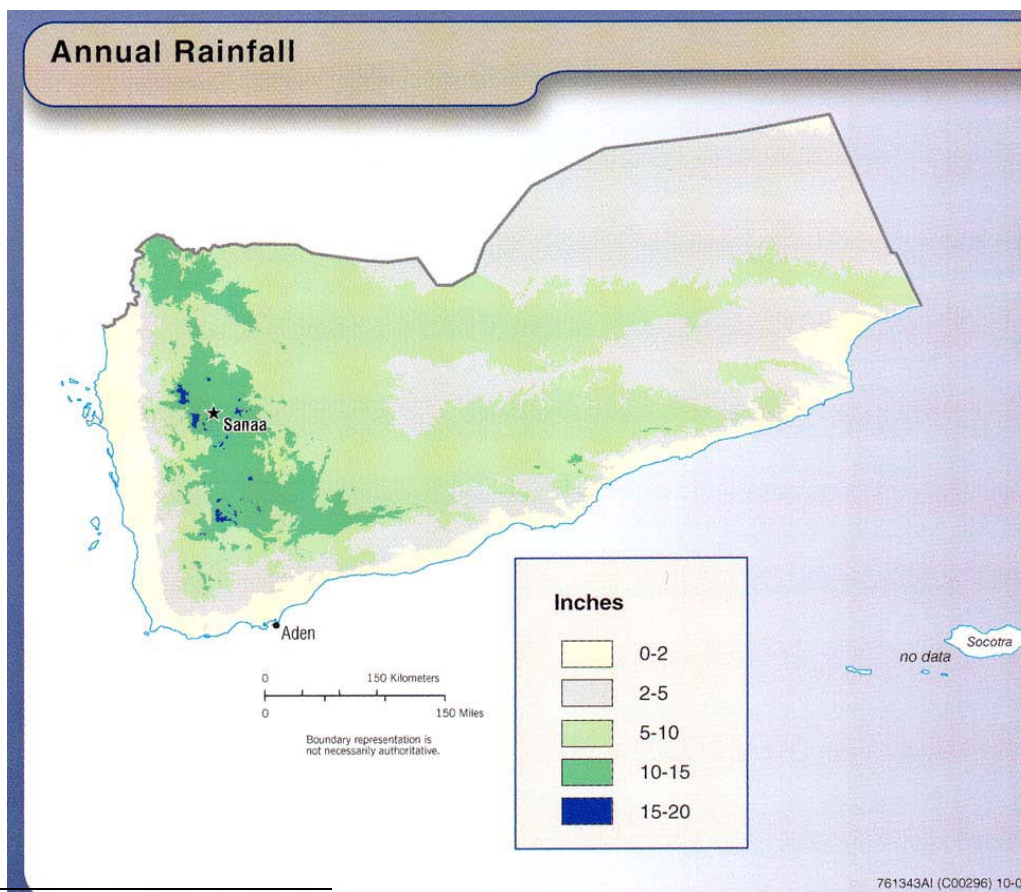 Annual Rainfall
Sanaa
Aden
0 150 Kilometers
0 150 Miles
Boundary representation is
not necessarily authoritative.
Inches
0-2
2-5
5-10
10-15
15-20
Socotra
no data
761343AI (C00296) 10-0